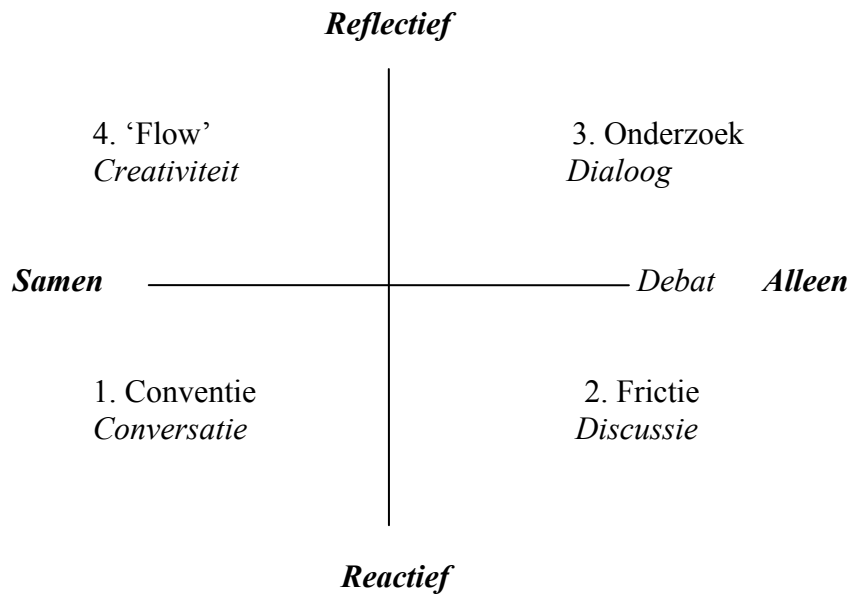 Reflectief
4. ‘Flow’ 3. Onderzoek
Creativiteit Dialoog
Samen Debat Alleen
1. Conventie 2. Frictie
Conversatie Discussie
Reactief